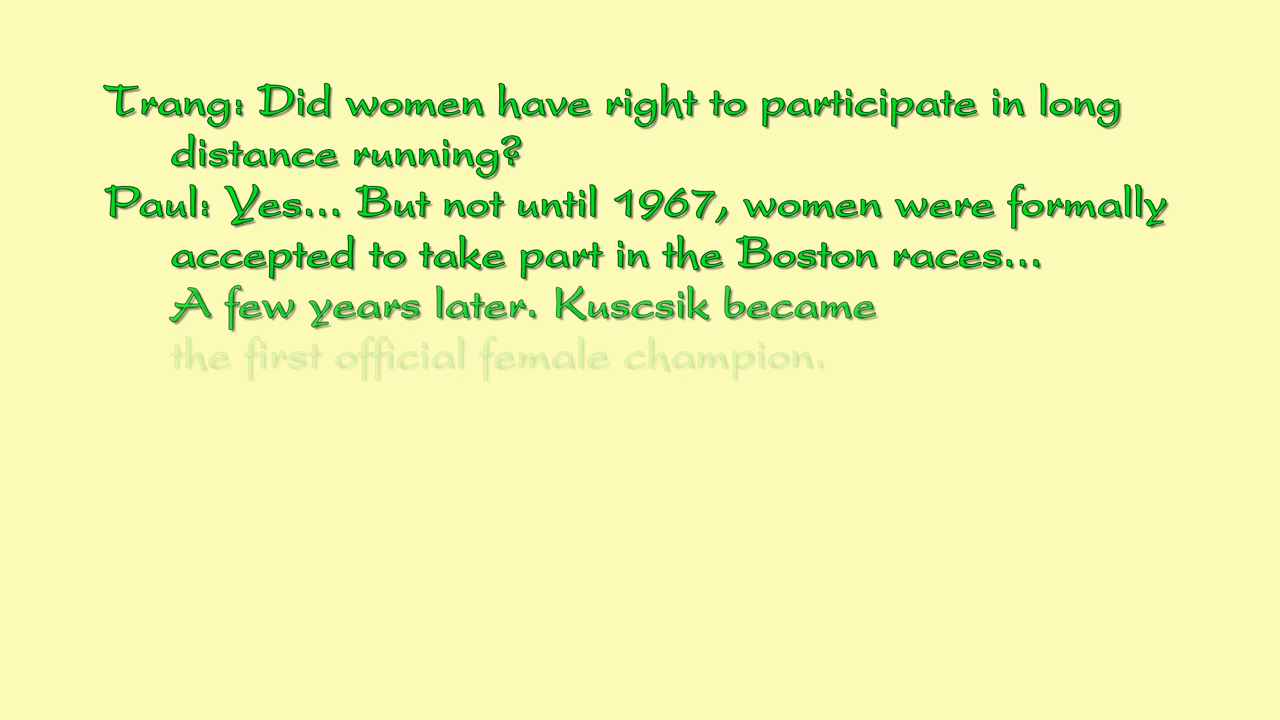 Trang: Did women have right to participate in long
distance running?
Paul: Yes... But not until 1967, women were formally
accepted to take part in the Boston races...
A few years later. Kuscsik became
the first official female champion.